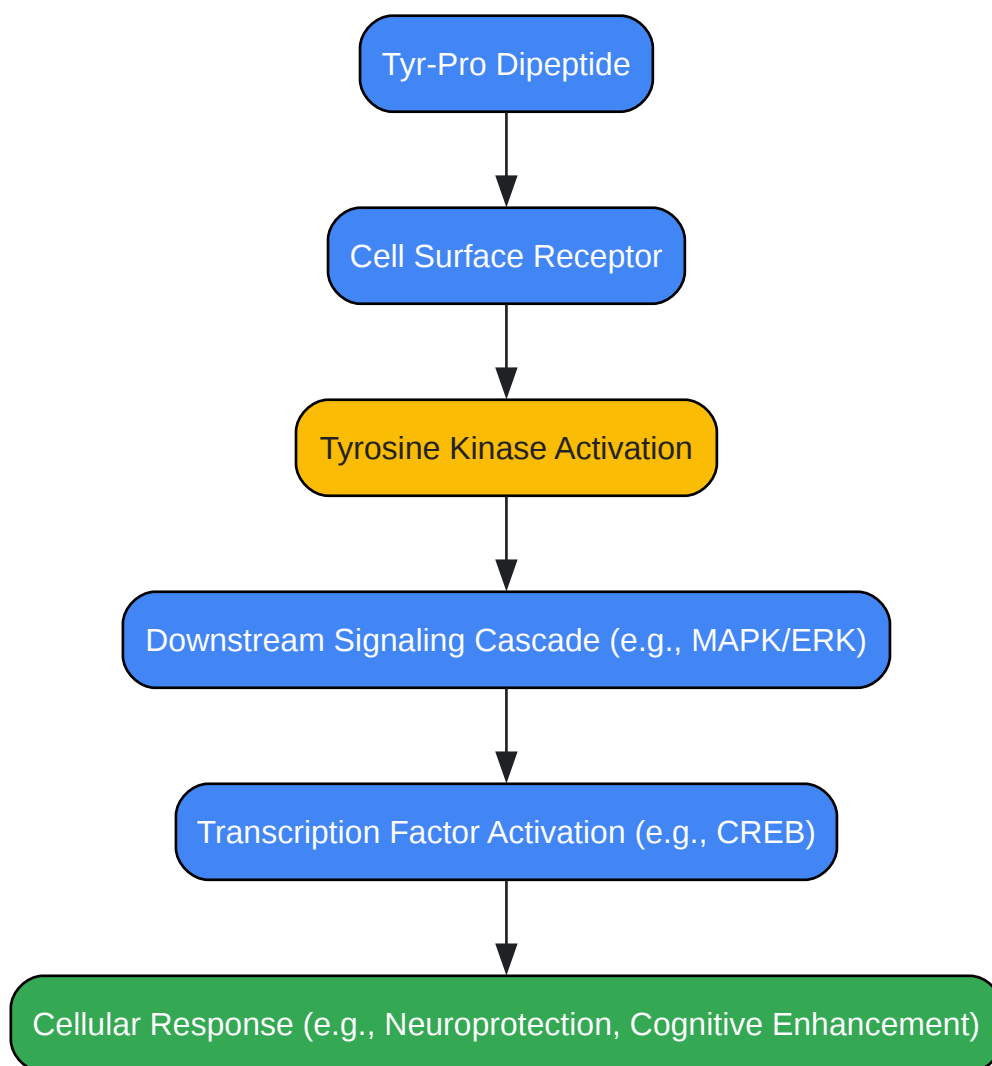 Tyr-Pro Dipeptide
Cell Surface Receptor
Tyrosine Kinase Activation
Downstream Signaling Cascade (e.g., MAPK/ERK)
Transcription Factor Activation (e.g., CREB)
Cellular Response (e.g., Neuroprotection, Cognitive Enhancement)